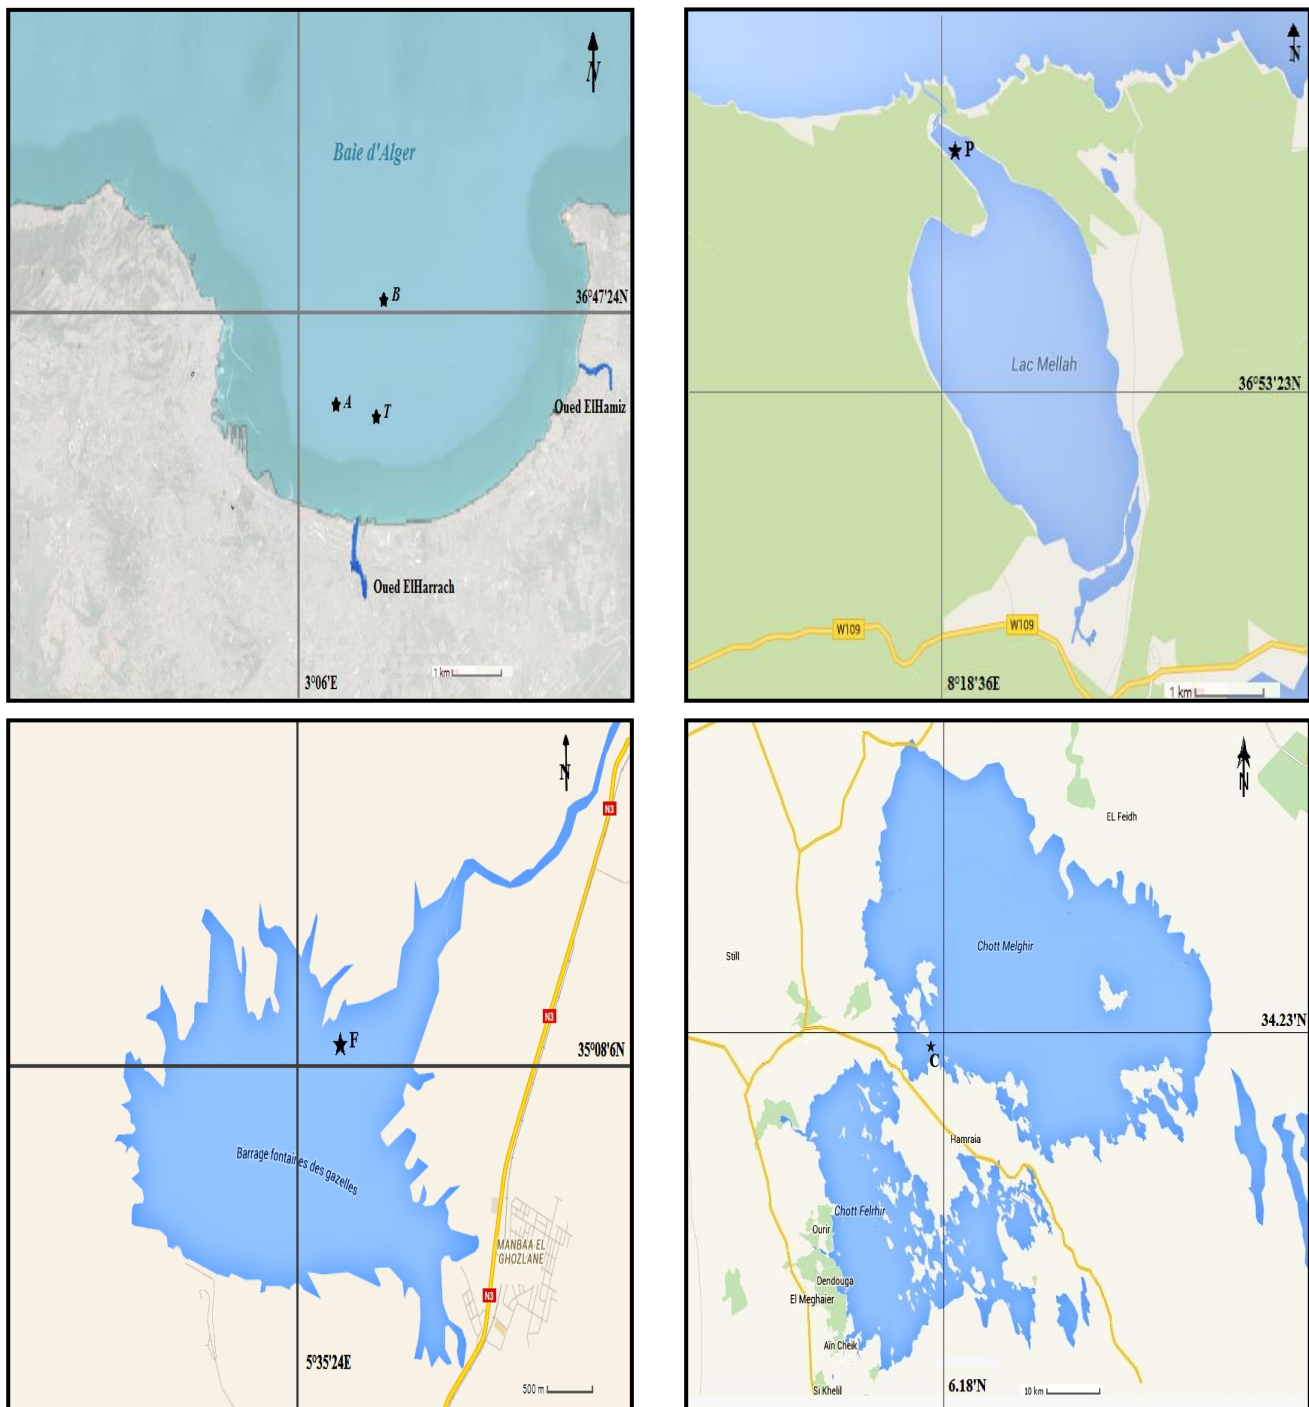 N
Baie d'Alger
B
36°47'24N
A
T
Oued ElHamiz
Oued ElHarrach
1 km
3°06'E
N
P
Lac Mellah
36°53'23N
W109
W109
8°18'36E
1 km
N
N3
F
N3
35°08'6N
Barrage fontaines des gazelles
MANBAA EL
GHOZLANE
N3
5°35'24E
500 m
N
EL Feidh
Chott Melghir
Still
34.23'N
C
Hamraia
Chott Felrhir
Ourir
Dendouga
El Meghaier
Aïn Cheik
Si Khelil
6.18'N
10 km